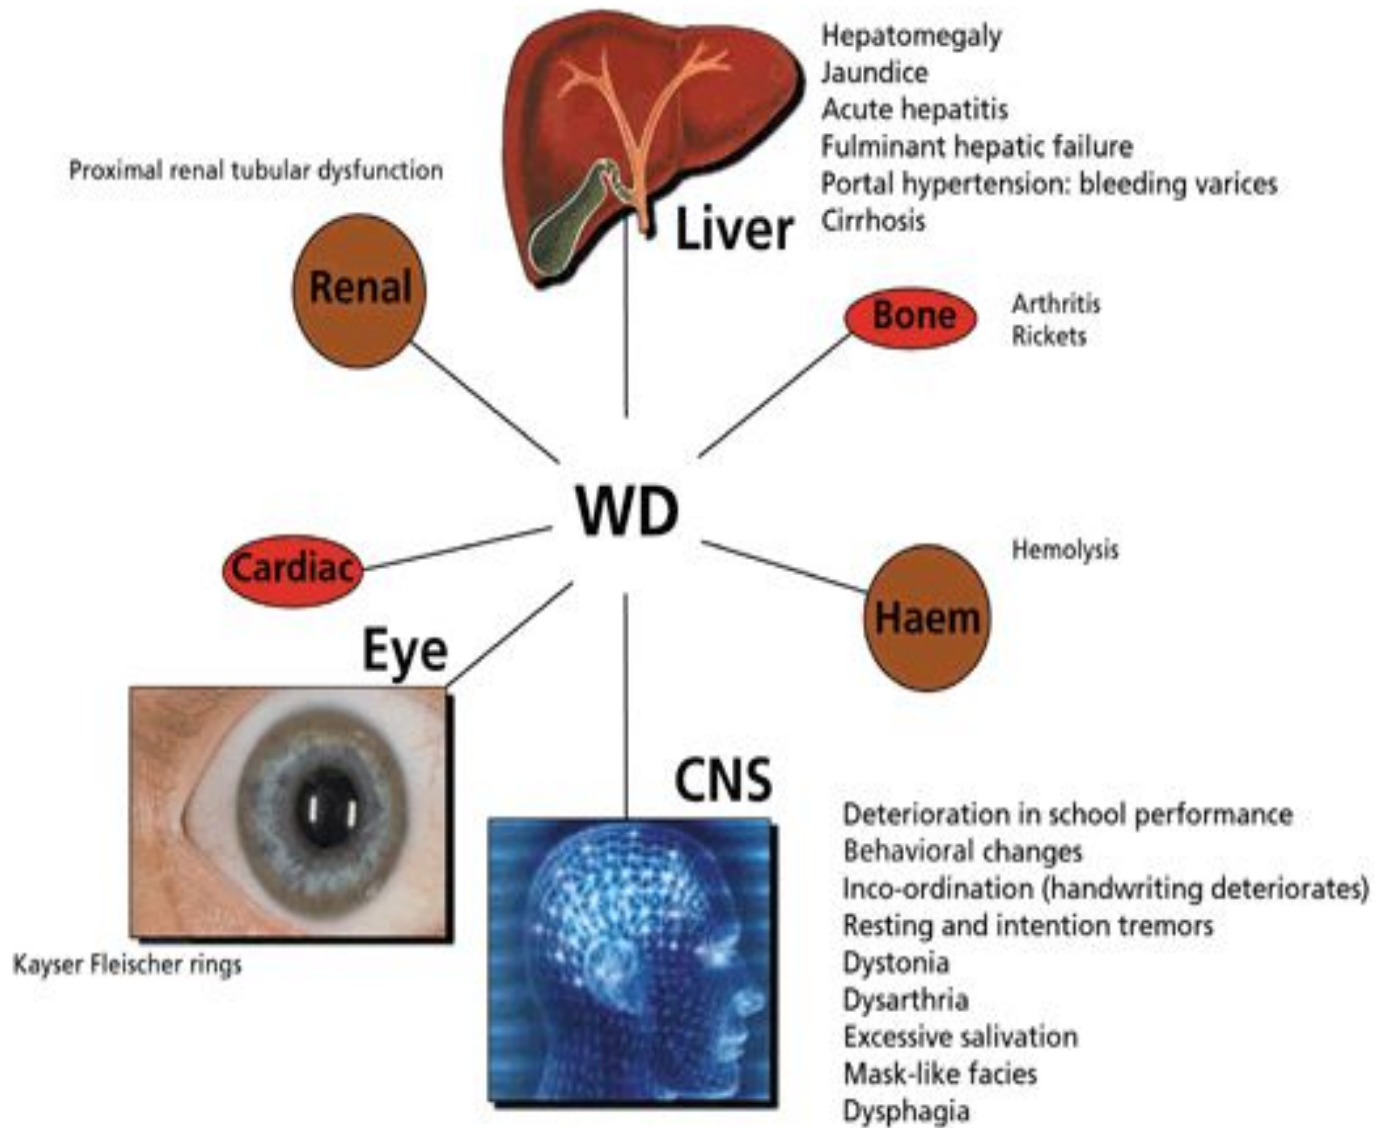 Hepatomegaly
Jaundice
Acute hepatitis
Fulminant hepatic failure
Portal hypertension: bleeding varices
Cirrhosis
Liver
Proximal renal tubular dysfunction
Renal
Bone
Arthritis
Rickets
WD
Cardiac
Hemolysis
Haem
Eye
Kayser Fleischer rings
CNS
Deterioration in school performance
Behavioral changes
Inco-ordination (handwriting deteriorates)
Resting and intention tremors
Dystonia
Dysarthria
Excessive salivation
Mask-like facies
Dysphagia